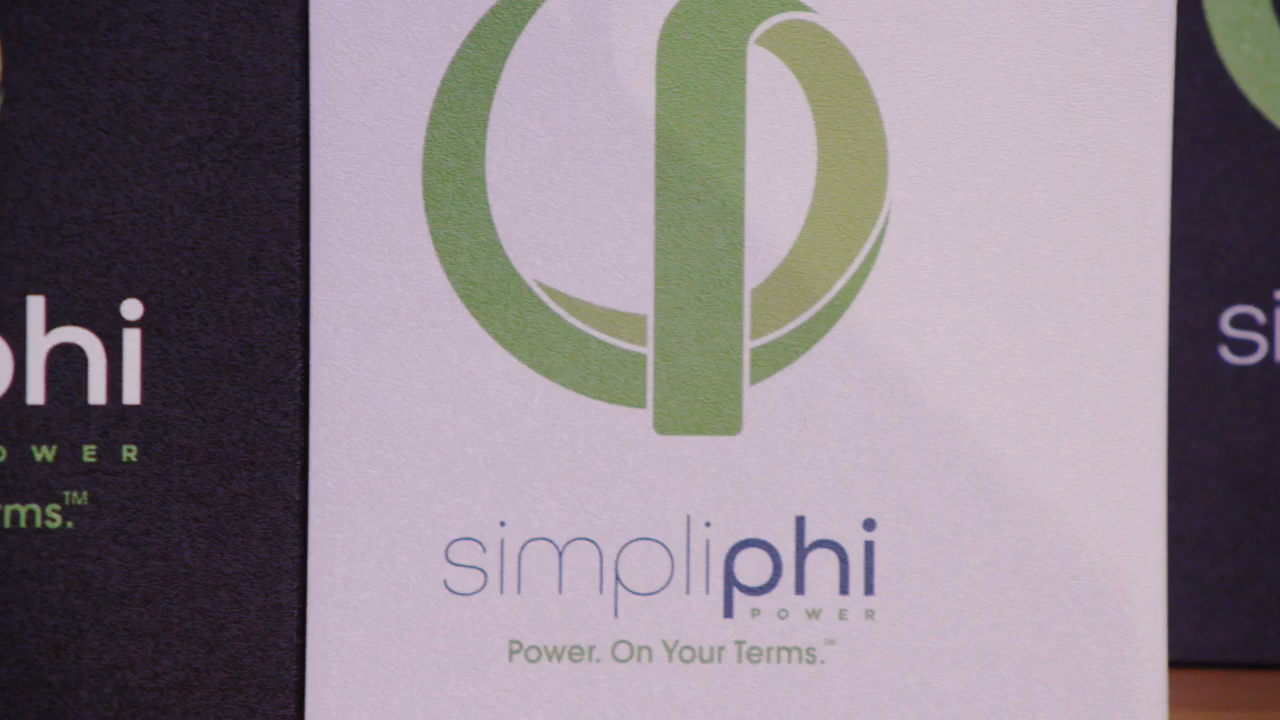 phi
OWER
rms.™
simpliphi
POWER
Power. On Your Terms.™
si